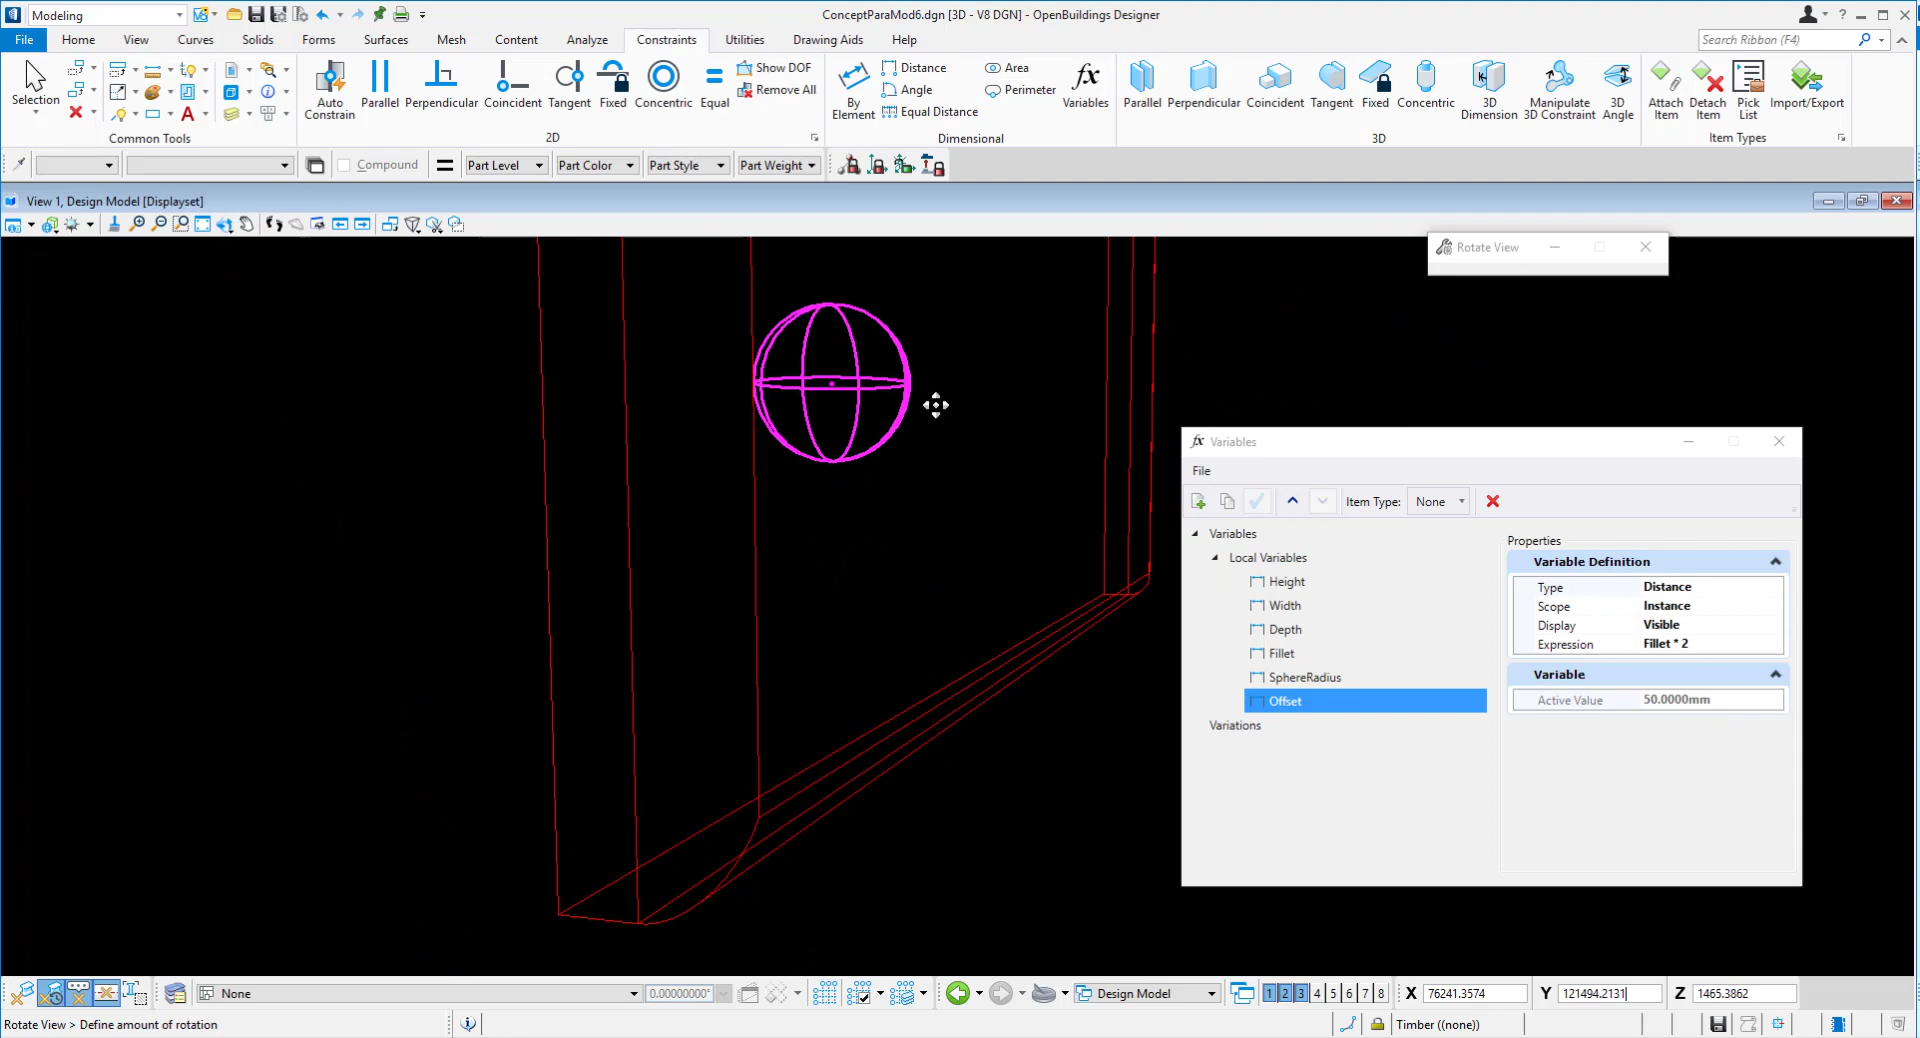 Modeling
ConceptParaMod6.dgn [3D - V8 DGN] - OpenBuildings Designer
File Home View Curves Solids Forms Surfaces Mesh Content Analyze Constraints Utilities Drawing Aids Help
Search Ribbon (F4)
Selection
Common Tools
Auto Constrain
Parallel
Perpendicular
Coincident
Tangent
Fixed
Concentric
Equal
Show DOF
Remove All
2D
By Element
Distance
Angle
Equal Distance
Area
Perimeter
fx
Variables
Dimensional
Parallel
Perpendicular
Coincident
Tangent
Fixed
Concentric
3D Dimension
Manipulate 3D Constraint
3D Angle
3D
Attach Item
Detach Item
Pick List
Import/Export
Item Types
Compound
Part Level
Part Color
Part Style
Part Weight
View 1, Design Model [Displayset]
Rotate View
fx Variables
File
Item Type: None
Variables
Local Variables
Height
Width
Depth
Fillet
SphereRadius
Offset
Variations
Properties
Variable Definition
Type Distance
Scope Instance
Display Visible
Expression Fillet * 2
Variable
Active Value 50.0000mm
None
0.00000000°
Design Model
1 2 3 4 5 6 7 8
X 76241.3574
Y 121494.2131
Z 1465.3862
Rotate View > Define amount of rotation
Timber ((none))